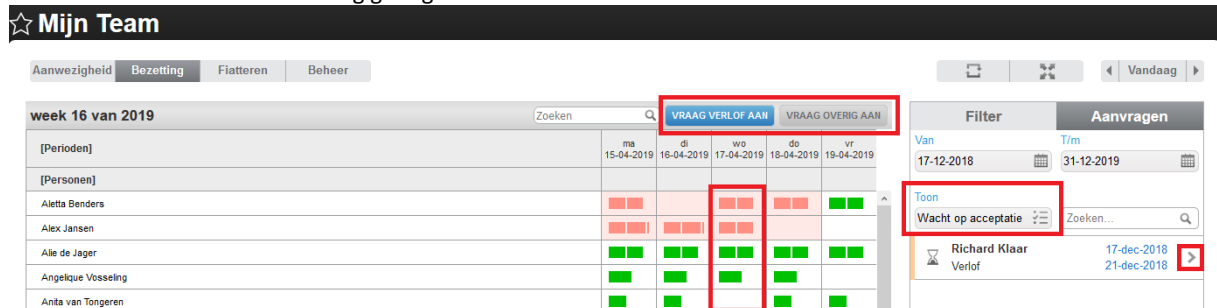 Mijn Team
Aanwezigheid Bezetting Fiatteren Beheer
Vandaag
week 16 van 2019
Zoeken
VRAAG VERLOF AAN
VRAAG OVERIG AAN
[Perioden]
ma di wo do vr
15-04-2019 16-04-2019 17-04-2019 18-04-2019 19-04-2019
[Personen]
Aletta Benders
Alex Jansen
Alie de Jager
Angelique Vosseling
Anita van Tongeren
Filter Aanvragen
Van T/m
17-12-2018 31-12-2019
Toon
Wacht op acceptatie Zoeken...
Richard Klaar 17-dec-2018
Verlof 21-dec-2018